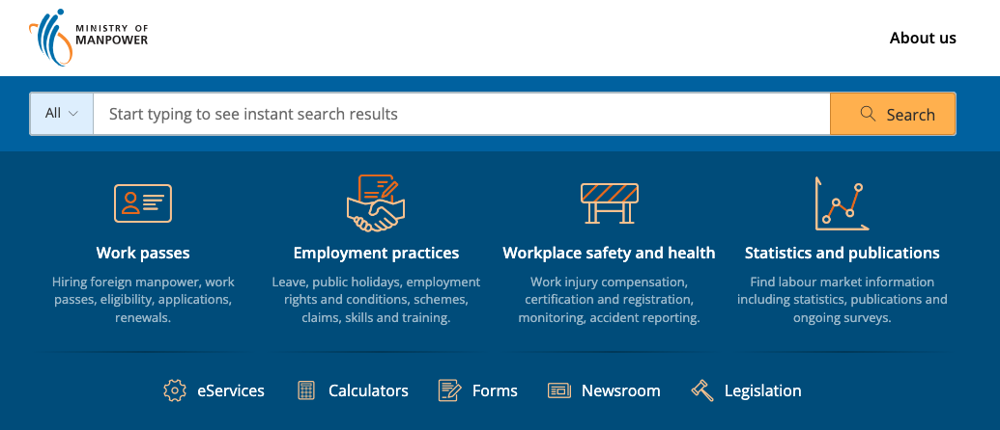 MINISTRY OF
MANPOWER
About us
All
Start typing to see instant search results
Search
Work passes
Hiring foreign manpower, work
passes, eligibility, applications,
renewals.
Employment practices
Leave, public holidays, employment
rights and conditions, schemes,
claims, skills and training.
Workplace safety and health
Work injury compensation,
certification and registration,
monitoring, accident reporting.
Statistics and publications
Find labour market information
including statistics, publications and
ongoing surveys.
eServices
Calculators
Forms
Newsroom
Legislation